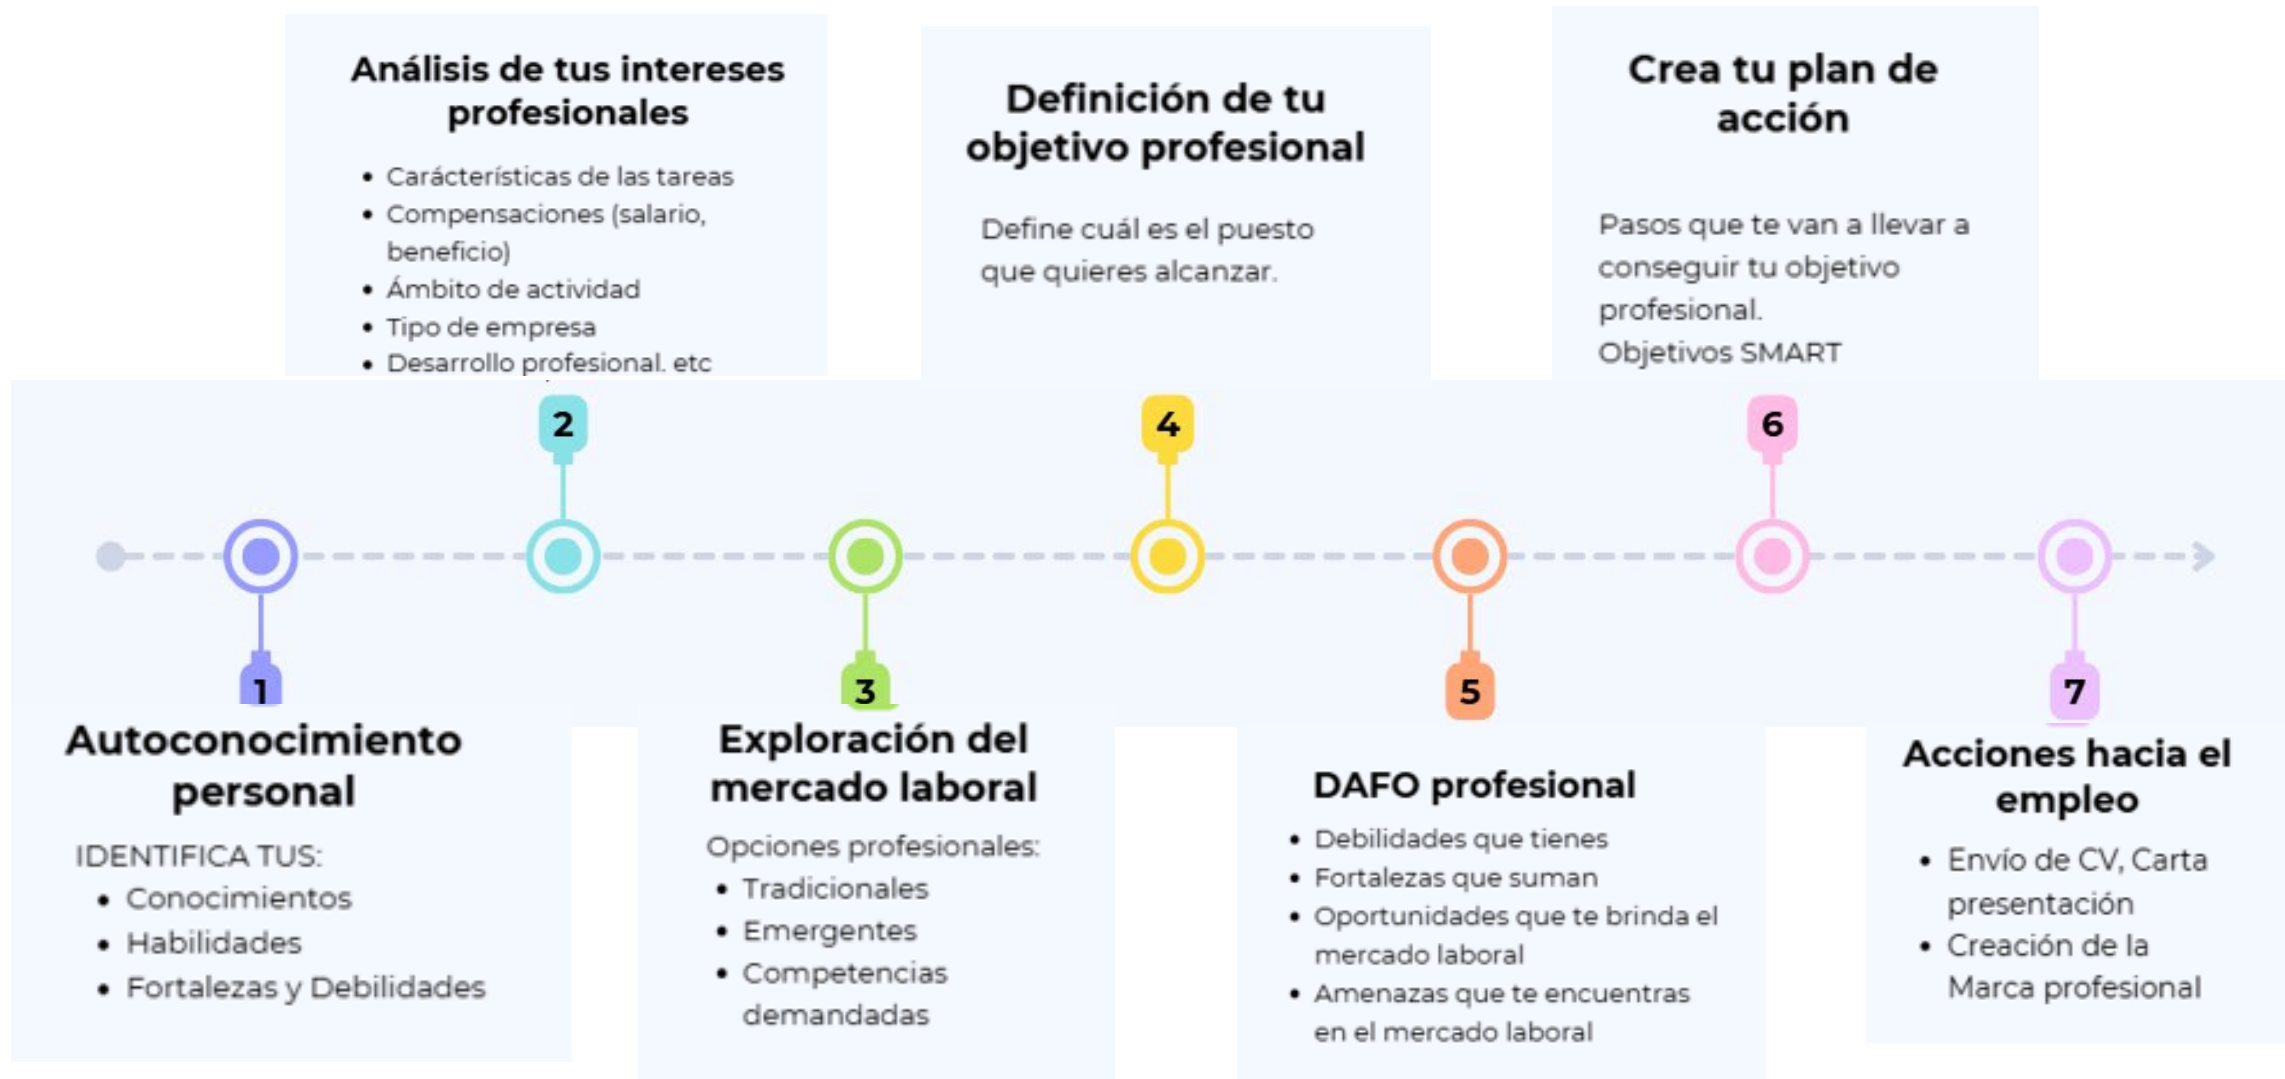 Análisis de tus intereses
profesionales
• Carácterísticas de las tareas
• Compensaciones (salario,
beneficio)
• Ámbito de actividad
• Tipo de empresa
• Desarrollo profesional. etc
Definición de tu
objetivo profesional
Define cuál es el puesto
que quieres alcanzar.
Crea tu plan de
acción
Pasos que te van a llevar a
conseguir tu objetivo
profesional.
Objetivos SMART
2
4
6
1
3
5
7
Autoconocimiento
personal
IDENTIFICA TUS:
• Conocimientos
• Habilidades
• Fortalezas y Debilidades
Exploración del
mercado laboral
Opciones profesionales:
• Tradicionales
• Emergentes
• Competencias
demandadas
DAFO profesional
• Debilidades que tienes
• Fortalezas que suman
• Oportunidades que te brinda el
mercado laboral
• Amenazas que te encuentras
en el mercado laboral
Acciones hacia el
empleo
• Envío de CV, Carta
presentación
• Creación de la
Marca profesional